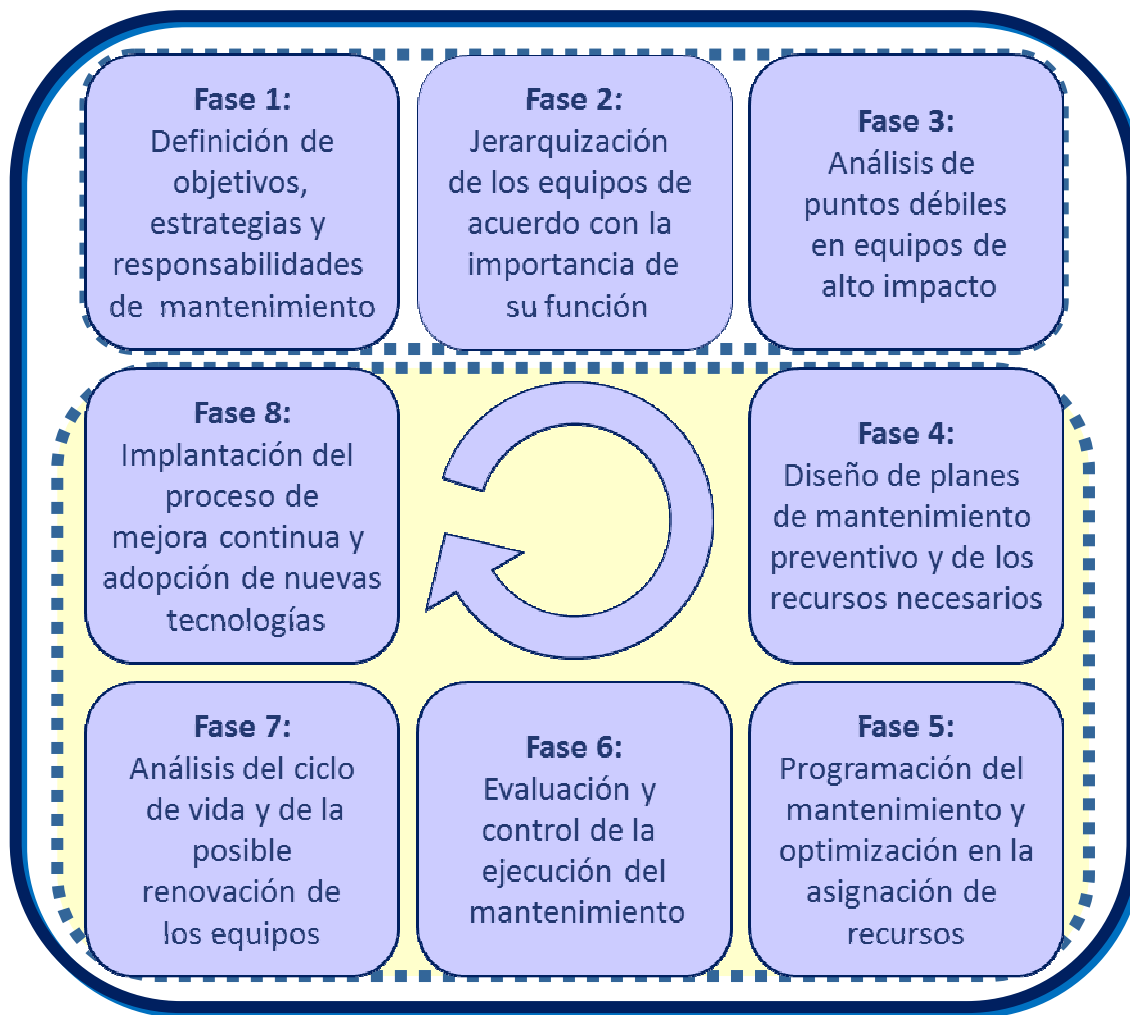 Fase 1:
Definición de
objetivos,
estrategias y
responsabilidades
de mantenimiento
Fase 2:
Jerarquización
de los equipos de
acuerdo con la
importancia de
su función
Fase 3:
Análisis de
puntos débiles
en equipos de
alto impacto
Fase 8:
Implantación del
proceso de
mejora continua y
adopción de nuevas
tecnologías
Fase 4:
Diseño de planes
de mantenimiento
preventivo y de los
recursos necesarios
Fase 7:
Análisis del ciclo
de vida y de la
posible
renovación de
los equipos
Fase 6:
Evaluación y
control de la
ejecución del
mantenimiento
Fase 5:
Programación del
mantenimiento y
optimización en la
asignación de
recursos